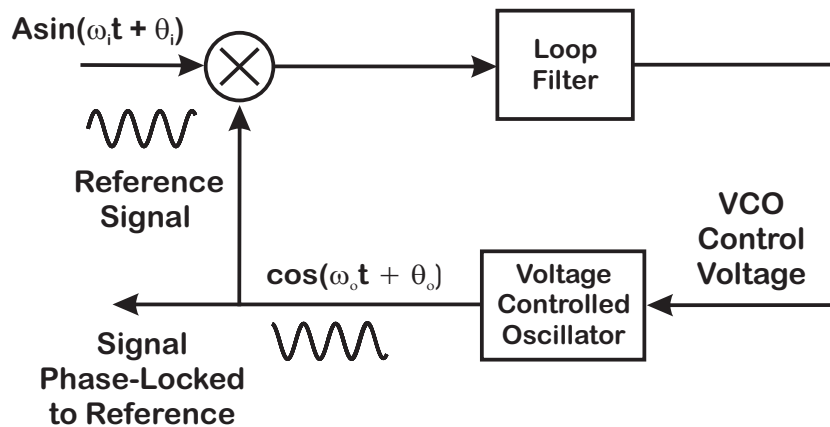 Asin(ωᵢt + θᵢ)
Loop
Filter
Reference
Signal
VCO
Control
Voltage
cos(ωₒt + θₒ)
Voltage
Controlled
Oscillator
Signal
Phase-Locked
to Reference